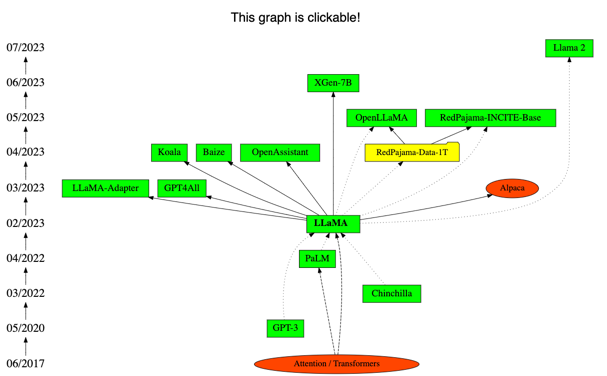 This graph is clickable!
07/2023
Llama 2
06/2023
XGen-7B
05/2023
OpenLLaMA
RedPajama-INCITE-Base
04/2023
Koala
Baize
OpenAssistant
RedPajama-Data-1T
03/2023
LLaMA-Adapter
GPT4All
Alpaca
02/2023
LLaMA
04/2022
PaLM
03/2022
Chinchilla
05/2020
GPT-3
06/2017
Attention / Transformers